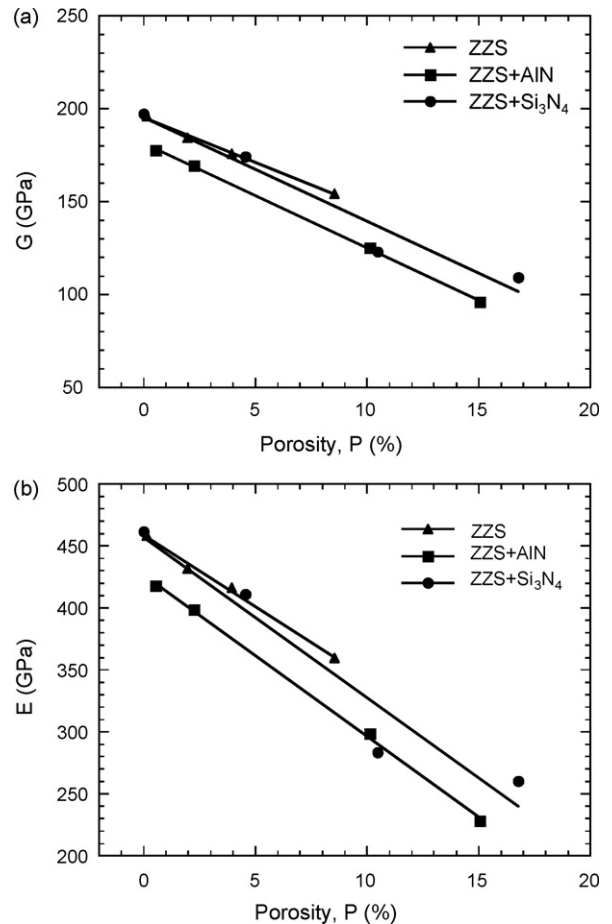 (a)
250
200
150
100
50
G (GPa)
ZZS
ZZS+AlN
ZZS+Si₃N₄
0 5 10 15 20
Porosity, P (%)
(b)
500
450
400
350
300
250
200
E (GPa)
ZZS
ZZS+AlN
ZZS+Si₃N₄
0 5 10 15 20
Porosity, P (%)